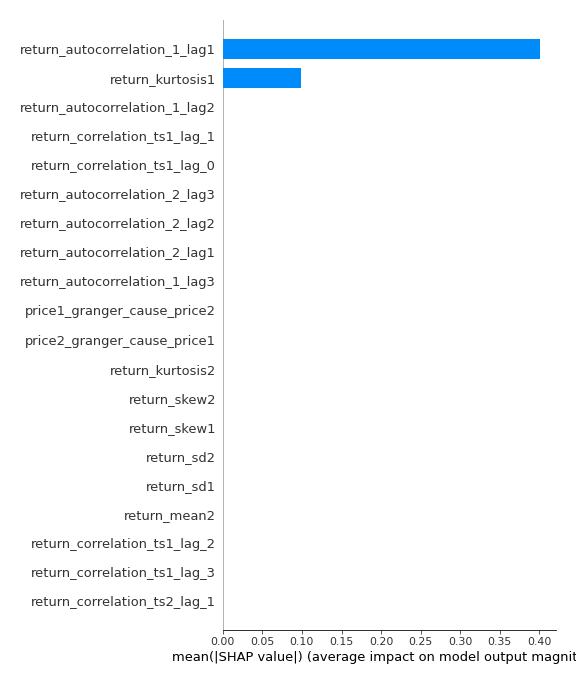 return_autocorrelation_1_lag1
return_kurtosis1
return_autocorrelation_1_lag2
return_correlation_ts1_lag_1
return_correlation_ts1_lag_0
return_autocorrelation_2_lag3
return_autocorrelation_2_lag2
return_autocorrelation_2_lag1
return_autocorrelation_1_lag3
price1_granger_cause_price2
price2_granger_cause_price1
return_kurtosis2
return_skew2
return_skew1
return_sd2
return_sd1
return_mean2
return_correlation_ts1_lag_2
return_correlation_ts1_lag_3
return_correlation_ts2_lag_1
0.00 0.05 0.10 0.15 0.20 0.25 0.30 0.35 0.40
mean(|SHAP value|) (average impact on model output magnit